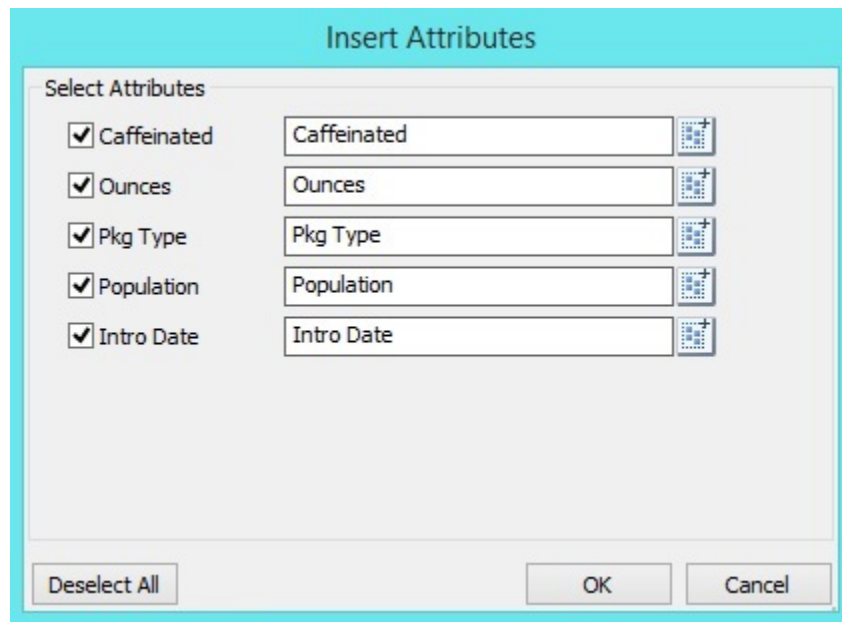 Insert Attributes
Select Attributes
Caffeinated Caffeinated
Ounces Ounces
Pkg Type Pkg Type
Population Population
Intro Date Intro Date
Deselect All OK Cancel